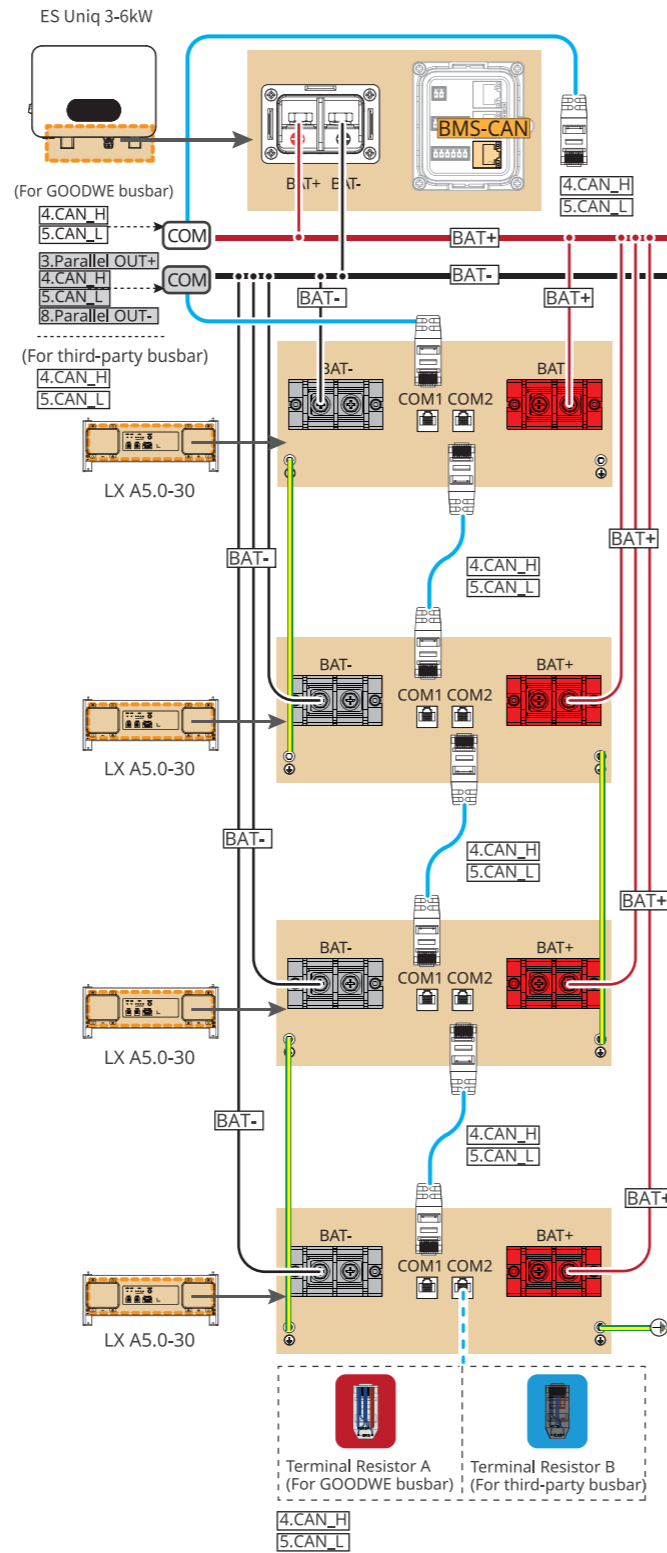 ES Uniq 3-6kW
BMS-CAN
BAT+ BAT-
4.CAN_H
5.CAN_L
(For GOODWE busbar)
4.CAN_H
5.CAN_L
COM
BAT+
3.Parallel OUT+
4.CAN_H
5.CAN_L
8.Parallel OUT-
COM
BAT-
BAT-
BAT+
(For third-party busbar)
4.CAN_H
5.CAN_L
BAT-
BAT
COM1 COM2
LX A5.0-30
BAT-
BAT+
4.CAN_H
5.CAN_L
BAT-
BAT+
COM1 COM2
LX A5.0-30
BAT-
4.CAN_H
5.CAN_L
BAT+
BAT-
BAT+
COM1 COM2
LX A5.0-30
BAT-
4.CAN_H
5.CAN_L
BAT+
BAT-
BAT+
COM1 COM2
LX A5.0-30
Terminal Resistor A
(For GOODWE busbar)
Terminal Resistor B
(For third-party busbar)
4.CAN_H
5.CAN_L